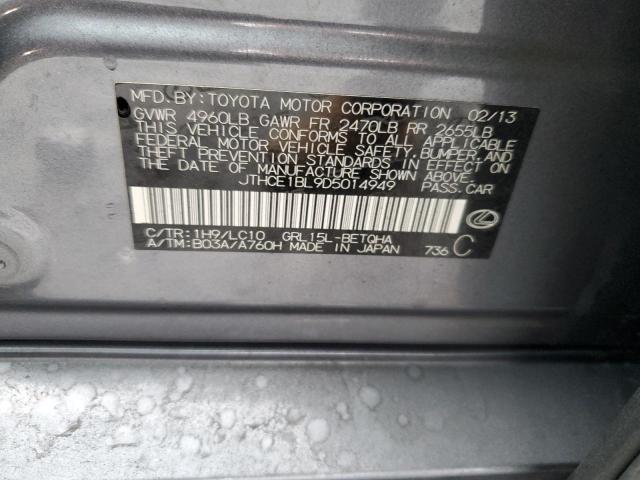 MFD.BY:TOYOTA MOTOR CORPORATION 02/13
GVWR 4960LB GAWR FR 2470LB RR 2655LB
THIS VEHICLE CONFORMS TO ALL APPLICABLE
FEDERAL MOTOR VEHICLE SAFETY, BUMPER, AND
THEFT PREVENTION STANDARDS IN EFFECT ON
THE DATE OF MANUFACTURE SHOWN ABOVE.
JTHCE1BL9D5014949 PASS.CAR
C/TR:1H9/LC10 GRL15L-BETQHA
A/TM:B03A/A760H MADE IN JAPAN 736 C